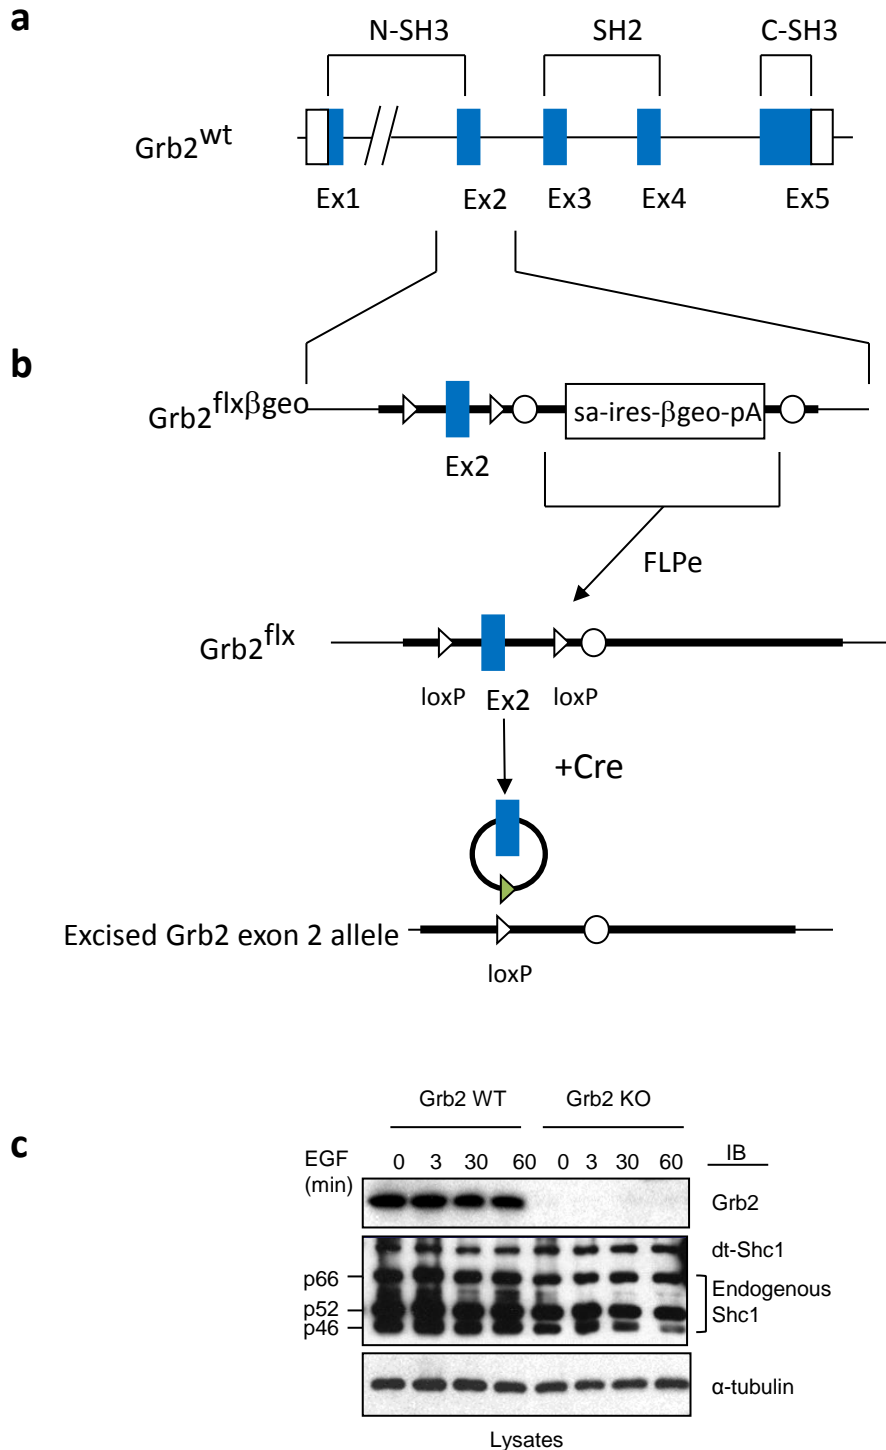 a
N-SH3 SH2 C-SH3
Grb2wt
Ex1 Ex2 Ex3 Ex4 Ex5
b
Grb2flxβgeo
sa-ires-βgeo-pA
Ex2
FLPe
Grb2flx
loxP Ex2 loxP
+Cre
Excised Grb2 exon 2 allele
loxP
c
Grb2 WT Grb2 KO
EGF 0 3 30 60 0 3 30 60 IB
(min)
Grb2
dt-Shc1
p66
Endogenous
p52 Shc1
p46
α-tubulin
Lysates